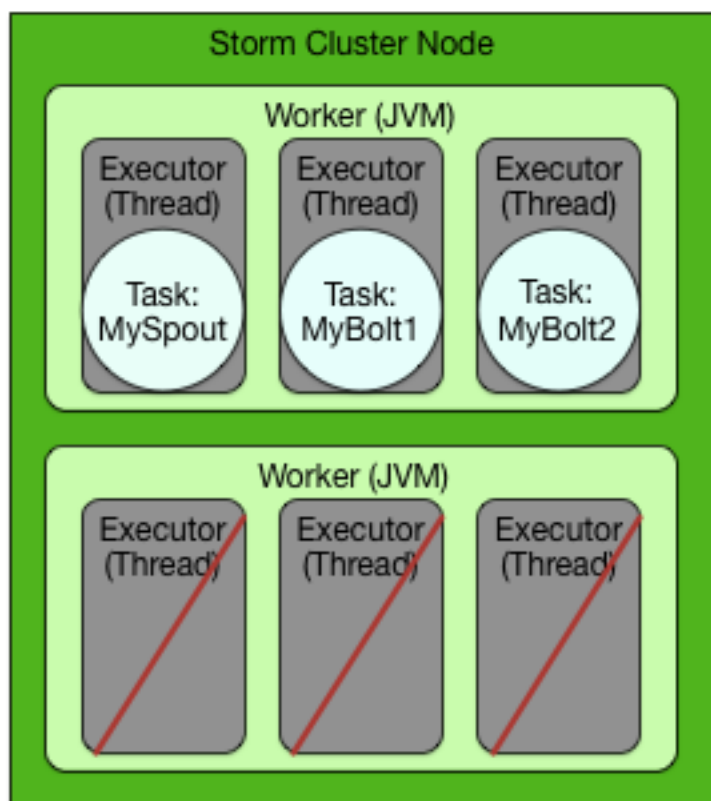 Storm Cluster Node
Worker (JVM)
Executor
(Thread)
Task:
MySpout
Executor
(Thread)
Task:
MyBolt1
Executor
(Thread)
Task:
MyBolt2
Worker (JVM)
Executor
(Thread)
Executor
(Thread)
Executor
(Thread)